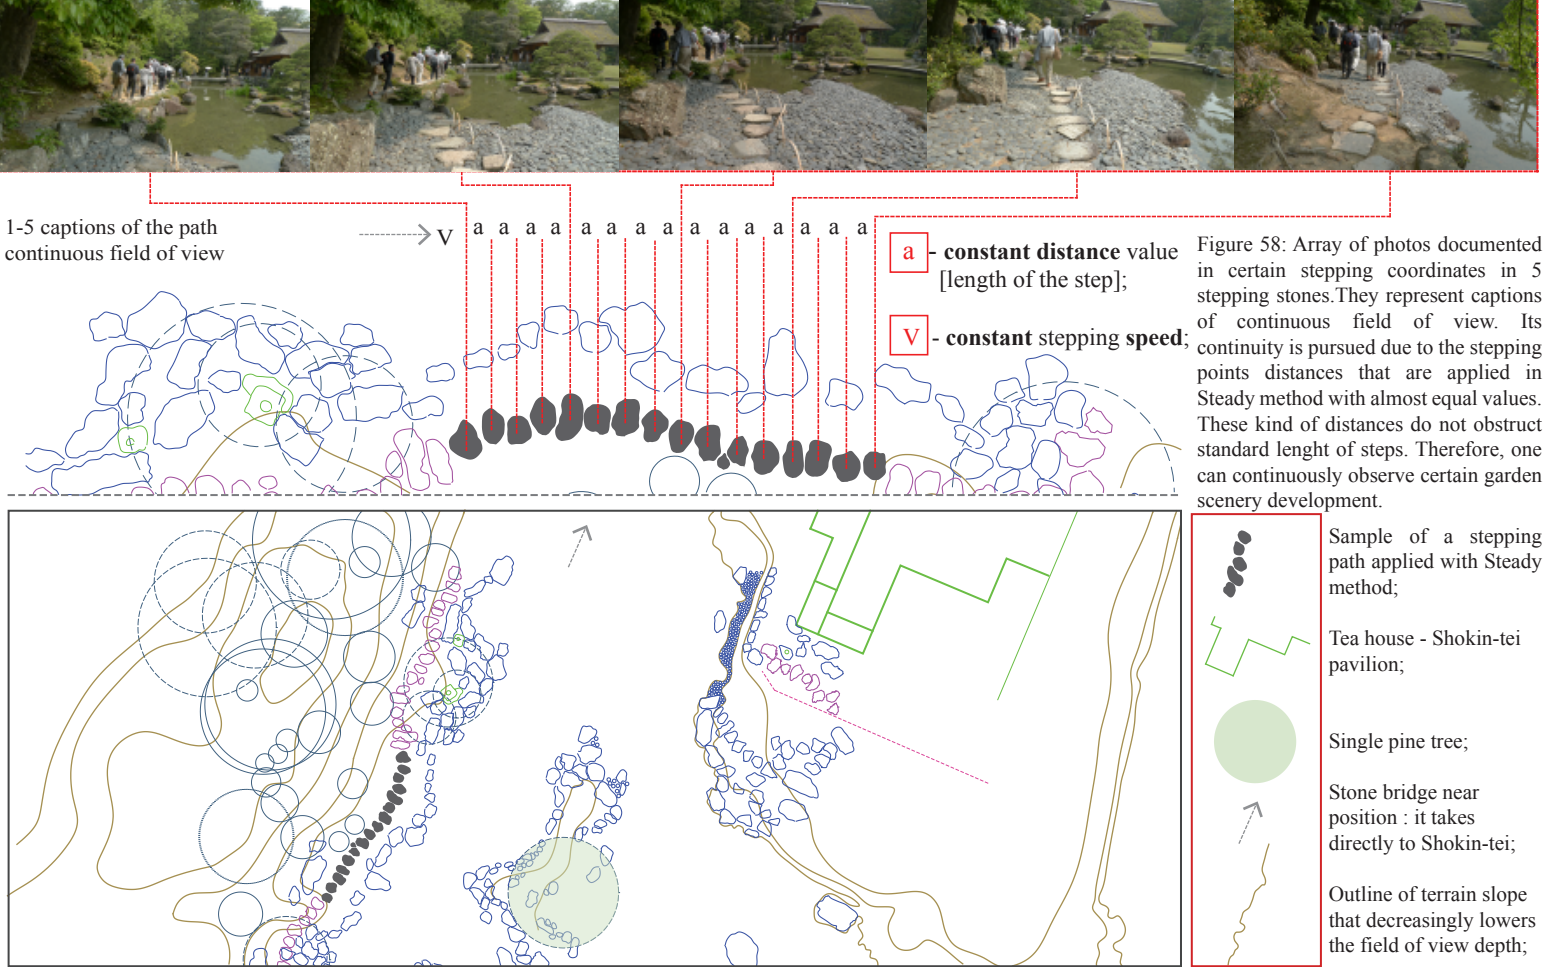 1-5 captions of the path
continuous field of view
V
a a a a a a a a a a a a a a a
a - constant distance value
[length of the step];
V - constant stepping speed;
Figure 58: Array of photos documented
in certain stepping coordinates in 5
stepping stones.They represent captions
of continuous field of view. Its
continuity is pursued due to the stepping
points distances that are applied in
Steady method with almost equal values.
These kind of distances do not obstruct
standard lenght of steps. Therefore, one
can continuously observe certain garden
scenery development.
Sample of a stepping
path applied with Steady
method;
Tea house - Shokin-tei
pavilion;
Single pine tree;
Stone bridge near
position : it takes
directly to Shokin-tei;
Outline of terrain slope
that decreasingly lowers
the field of view depth;